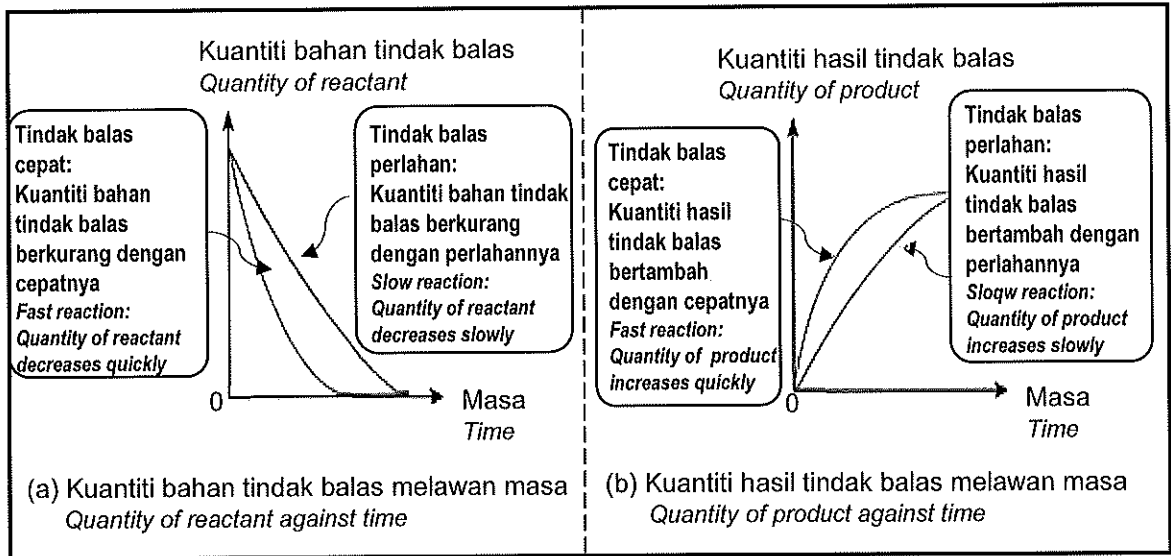 Kuantiti bahan tindak balas
Quantity of reactant
Tindak balas
cepat:
Kuantiti bahan
tindak balas
berkurang dengan
cepatnya
Fast reaction:
Quantity of reactant
decreases quickly
Tindak balas
perlahan:
Kuantiti bahan tindak
balas berkurang
dengan perlahannya
Slow reaction:
Quantity of reactant
decreases slowly
0
Masa
Time
(a) Kuantiti bahan tindak balas melawan masa
Quantity of reactant against time
Kuantiti hasil tindak balas
Quantity of product
Tindak balas
cepat:
Kuantiti hasil
tindak balas
bertambah
dengan cepatnya
Fast reaction:
Quantity of product
increases quickly
Tindak balas
perlahan:
Kuantiti hasil
tindak balas
bertambah dengan
perlahannya
Sloqw reaction:
Quantity of product
increases slowly
0
Masa
Time
(b) Kuantiti hasil tindak balas melawan masa
Quantity of product against time